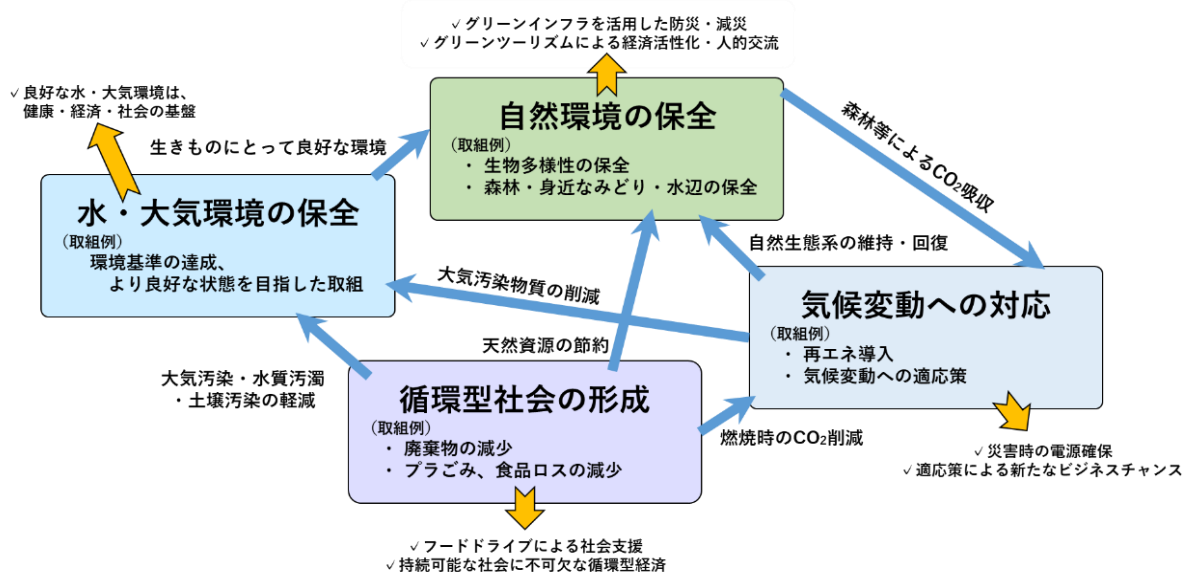 ✓グリーンインフラを活用した防災・減災
✓グリーンツーリズムによる経済活性化・人的交流
✓良好な水・大気環境は、
健康・経済・社会の基盤
自然環境の保全
（取組例）
・ 生物多様性の保全
・ 森林・身近なみどり・水辺の保全
生きものにとって良好な環境
森林等によるCO₂吸収
水・大気環境の保全
（取組例）
環境基準の達成、
より良好な状態を目指した取組
自然生態系の維持・回復
大気汚染物質の削減
気候変動への対応
（取組例）
・ 再エネ導入
・ 気候変動への適応策
天然資源の節約
大気汚染・水質汚濁
・土壌汚染の軽減
循環型社会の形成
（取組例）
・ 廃棄物の減少
・ プラごみ、食品ロスの減少
燃焼時のCO₂削減
✓災害時の電源確保
✓適応策による新たなビジネスチャンス
✓フードドライブによる社会支援
✓持続可能な社会に不可欠な循環型経済